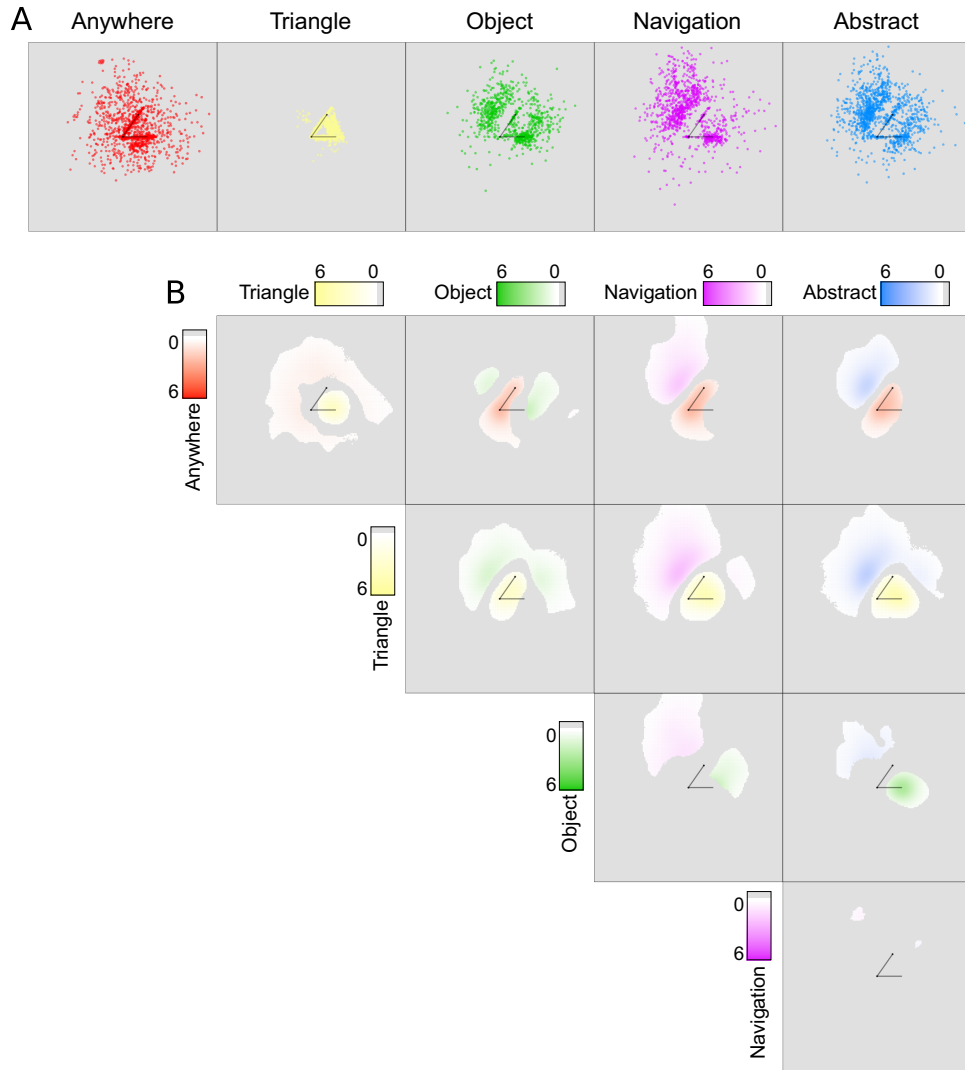 A
Anywhere Triangle Object Navigation Abstract
B
6 0 6 0 6 0 6 0
Triangle Object Navigation Abstract
0
6
Anywhere
0
6
Triangle
0
6
Object
0
6
Navigation